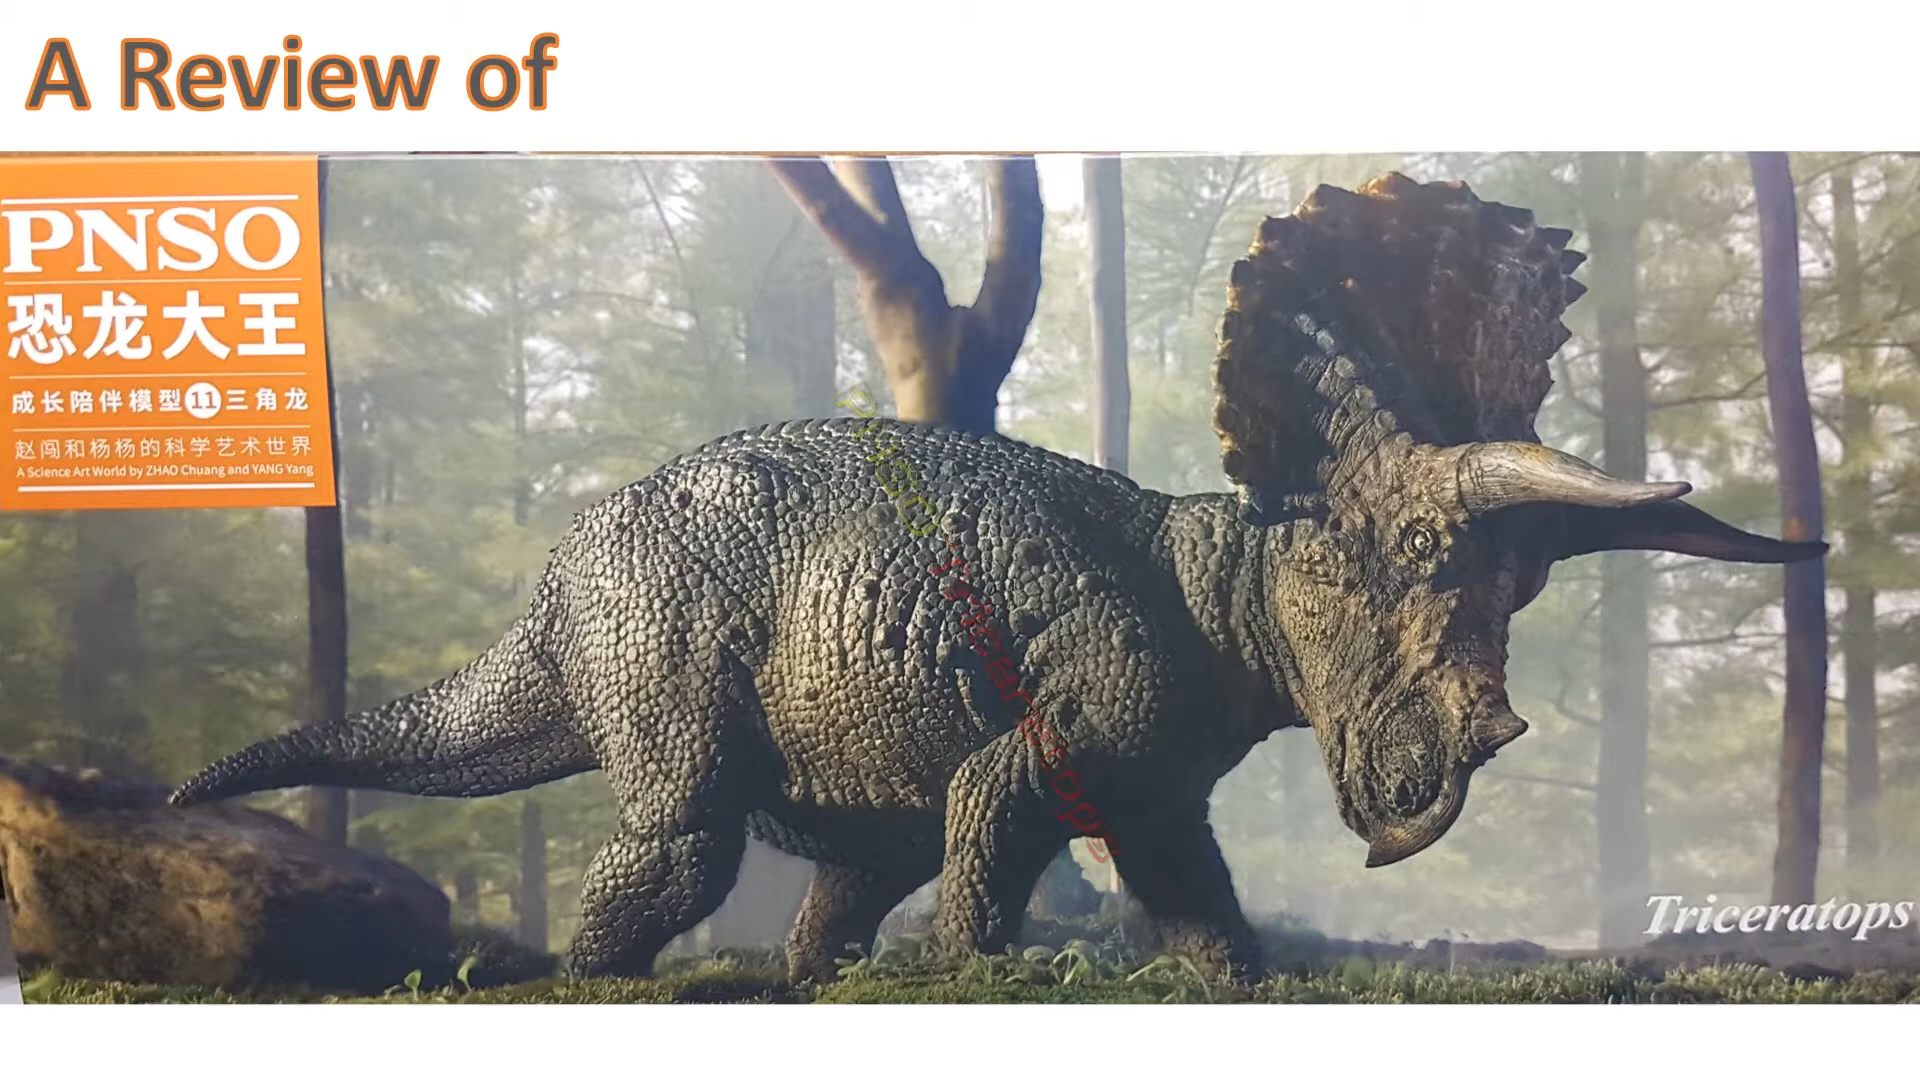 A Review of
PNSO
恐龙大王
成长陪伴模型11三角龙
赵闯和杨杨的科学艺术世界
A Science Art World by ZHAO Chuang and YANG Yang
PNSO Triceratops
Triceratops